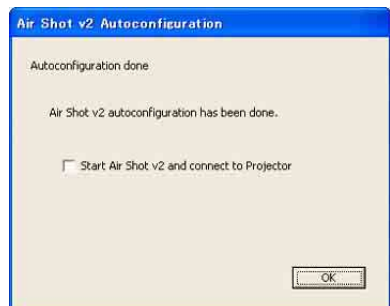 Air Shot v2 Autoconfiguration
Autoconfiguration done
Air Shot v2 autoconfiguration has been done.
Start Air Shot v2 and connect to Projector
OK